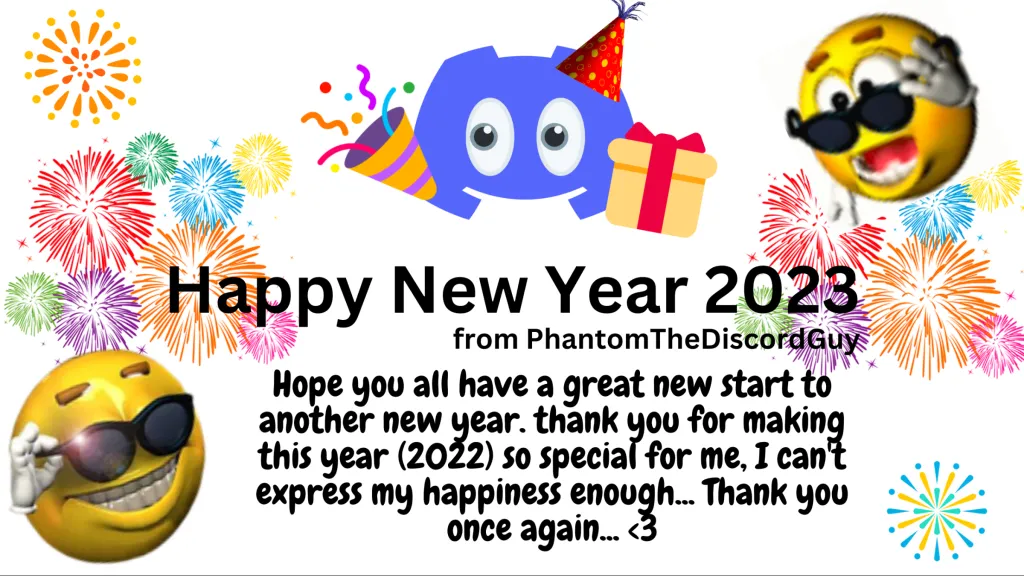 Happy New Year 2023
from PhantomTheDiscordGuy
Hope you all have a great new start to
another new year. thank you for making
this year (2022) so special for me, I can't
express my happiness enough... Thank you
once again... <3